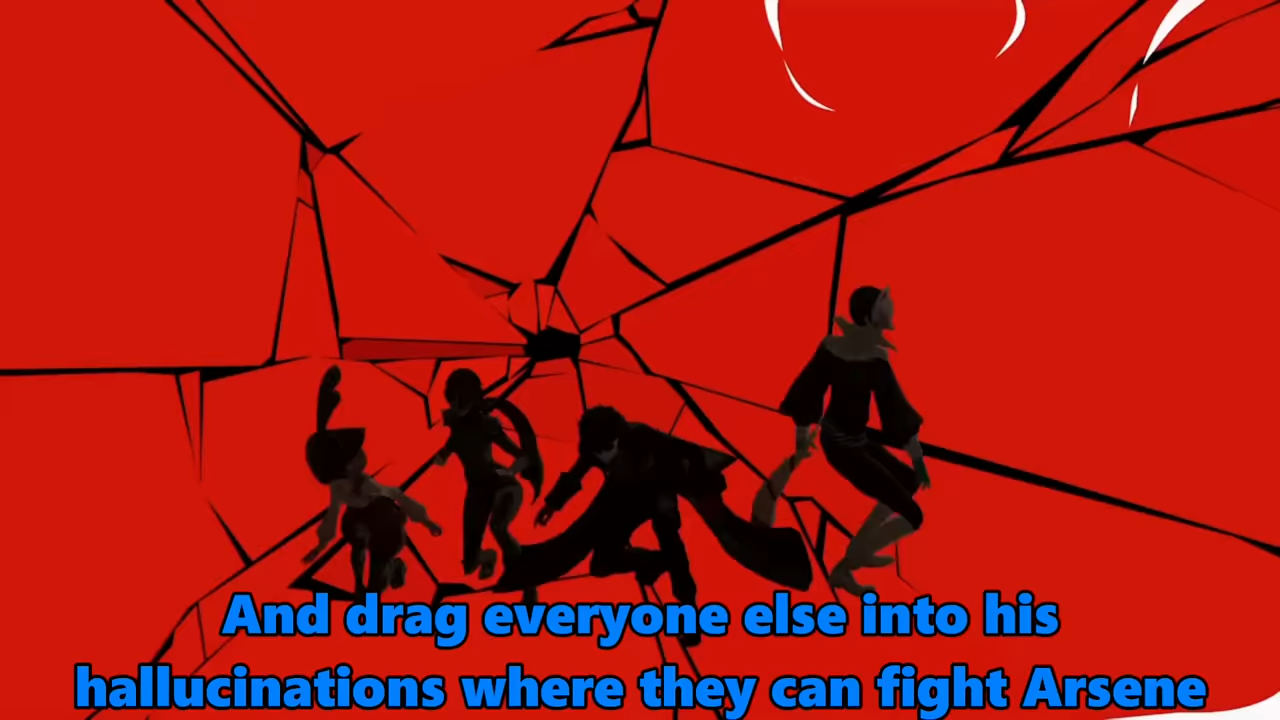 And drag everyone else into his
hallucinations where they can fight Arsene